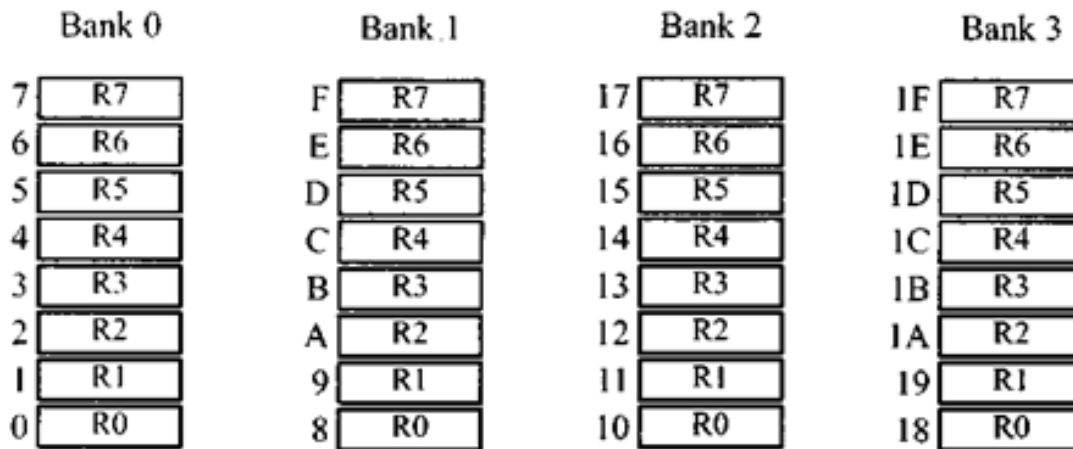 Bank 0 Bank 1 Bank 2 Bank 3
7 R7 F R7 17 R7 1F R7
6 R6 E R6 16 R6 1E R6
5 R5 D R5 15 R5 1D R5
4 R4 C R4 14 R4 1C R4
3 R3 B R3 13 R3 1B R3
2 R2 A R2 12 R2 1A R2
1 R1 9 R1 11 R1 19 R1
0 R0 8 R0 10 R0 18 R0